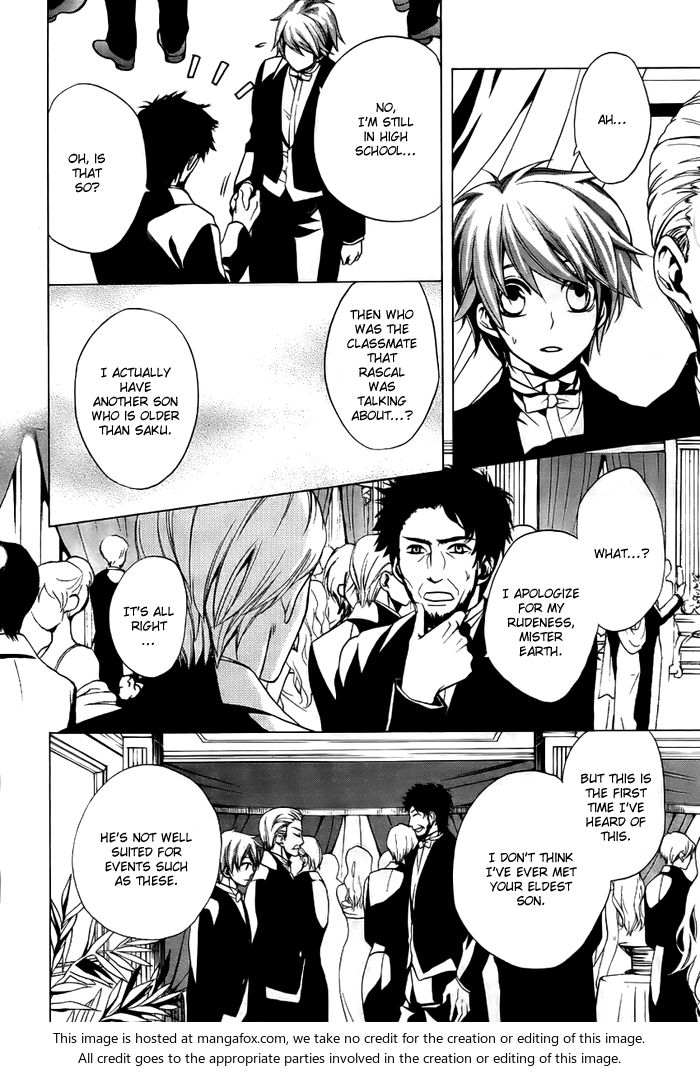 AH...
NO,
I'M STILL
IN HIGH
SCHOOL...
OH, IS
THAT
SO?
THEN WHO
WAS THE
CLASSMATE
THAT
RASCAL
WAS
TALKING
ABOUT...?
I ACTUALLY
HAVE
ANOTHER SON
WHO IS OLDER
THAN SAKU.
WHAT...?
I APOLOGIZE
FOR MY
RUDENESS,
MISTER
EARTH.
IT'S ALL
RIGHT
...
BUT THIS IS
THE FIRST
TIME I'VE
HEARD OF
THIS.
I DON'T THINK
I'VE EVER MET
YOUR ELDEST
SON.
HE'S NOT WELL
SUITED FOR
EVENTS SUCH
AS THESE.
This image is hosted at mangafox.com, we take no credit for the creation or editing of this image.
All credit goes to the appropriate parties involved in the creation or editing of this image.